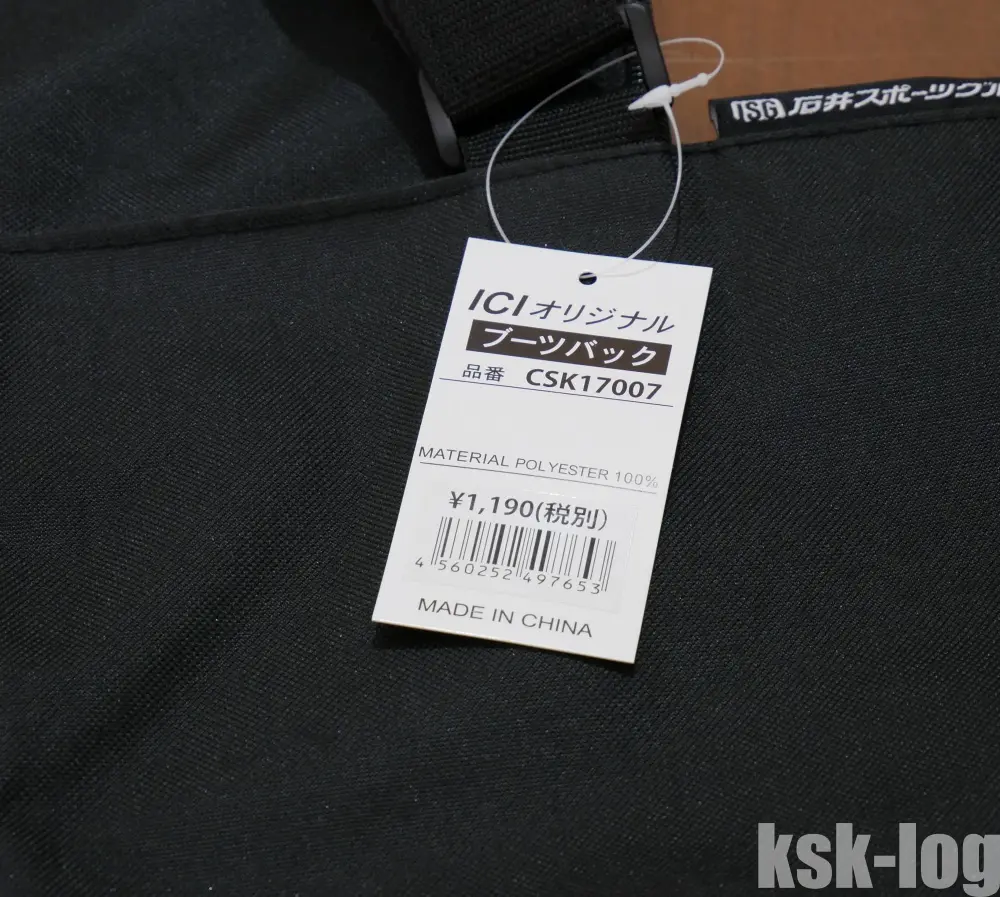 ISG 石井スポーツグル
ICIオリジナル
ブーツバック
品番 CSK17007
MATERIAL POLYESTER 100%
¥1,190(税別)
4 560252 497653
MADE IN CHINA
ksk-log